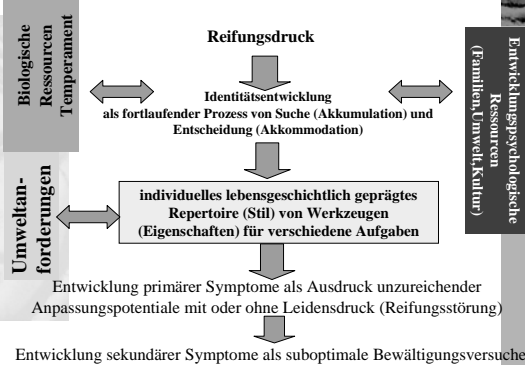 Biologische
Ressourcen
Temperament
Reifungsdruck
Entwicklungspsychologische
Ressourcen
(Familien,Umwelt,Kultur)
Identitätsentwicklung
als fortlaufender Prozess von Suche (Akkumulation) und
Entscheidung (Akkommodation)
Umweltan-
forderungen
individuelles lebensgeschichtlich geprägtes
Repertoire (Stil) von Werkzeugen
(Eigenschaften) für verschiedene Aufgaben
Entwicklung primärer Symptome als Ausdruck unzureichender
Anpassungspotentiale mit oder ohne Leidensdruck (Reifungsstörung)
Entwicklung sekundärer Symptome als suboptimale Bewältigungsversuche